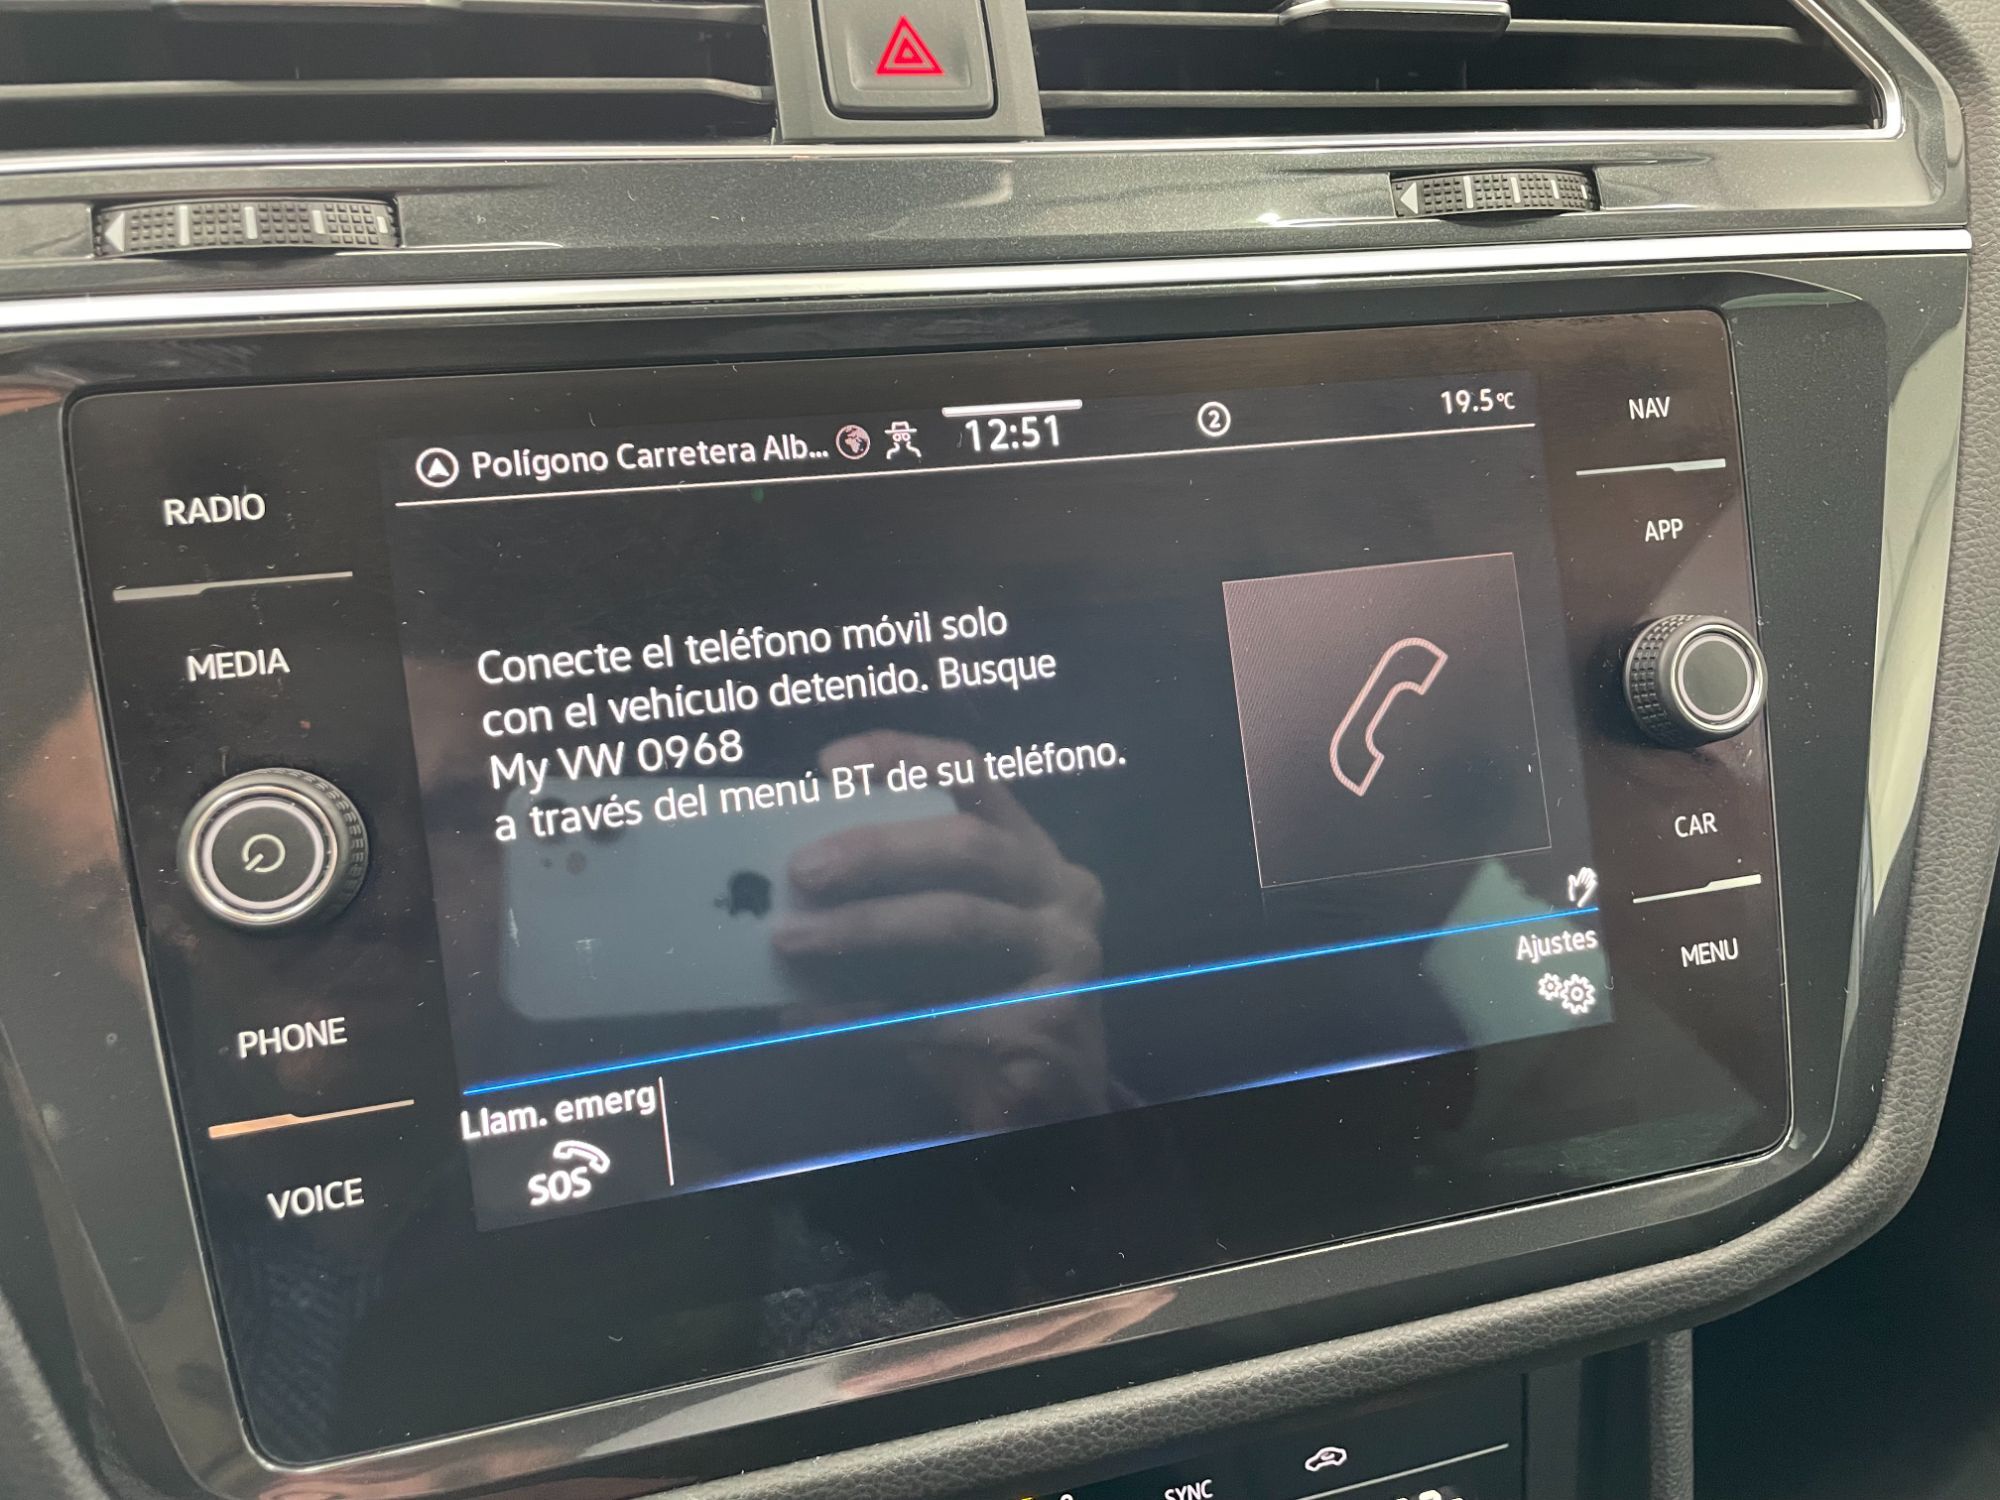 Polígono Carretera Alb... 12:51 2 19.5°C
NAV
RADIO
APP
MEDIA
Conecte el teléfono móvil solo
con el vehículo detenido. Busque
My VW 0968
a través del menú BT de su teléfono.
CAR
Ajustes
MENU
PHONE
Llam. emerg
SOS
VOICE
SYNC